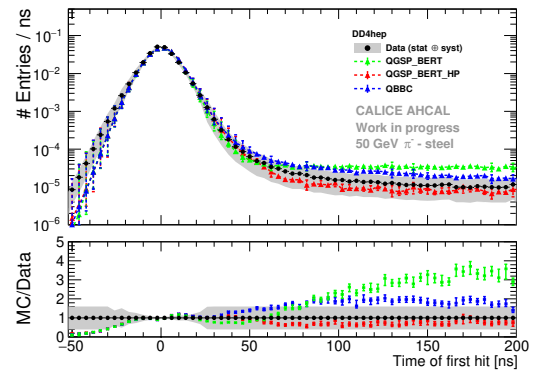 DD4hep
Data (stat ⊕ syst)
QGSP_BERT
QGSP_BERT_HP
QBBC
CALICE AHCAL
Work in progress
50 GeV π⁻ - steel
# Entries / ns
10⁻¹
10⁻²
10⁻³
10⁻⁴
10⁻⁵
10⁻⁶
MC/Data
5
4
3
2
1
0
−50 0 50 100 150 200
Time of first hit [ns]